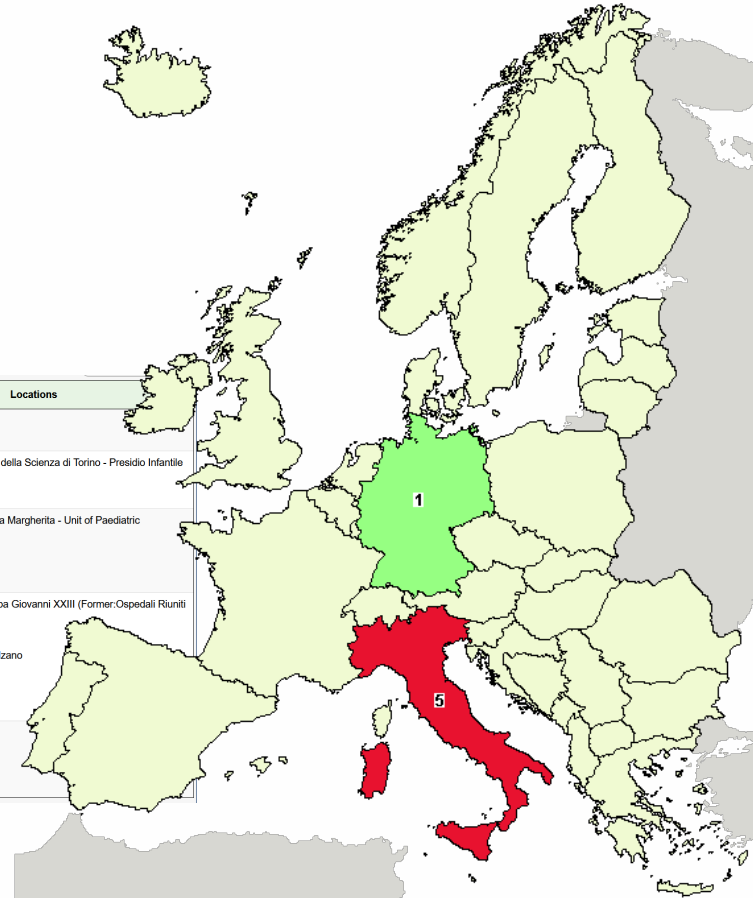 Locations
della Scienza di Torino - Presidio Infantile
1
a Margherita - Unit of Paediatric
pa Giovanni XXIII (Former:Ospedali Riuniti
lzano
5